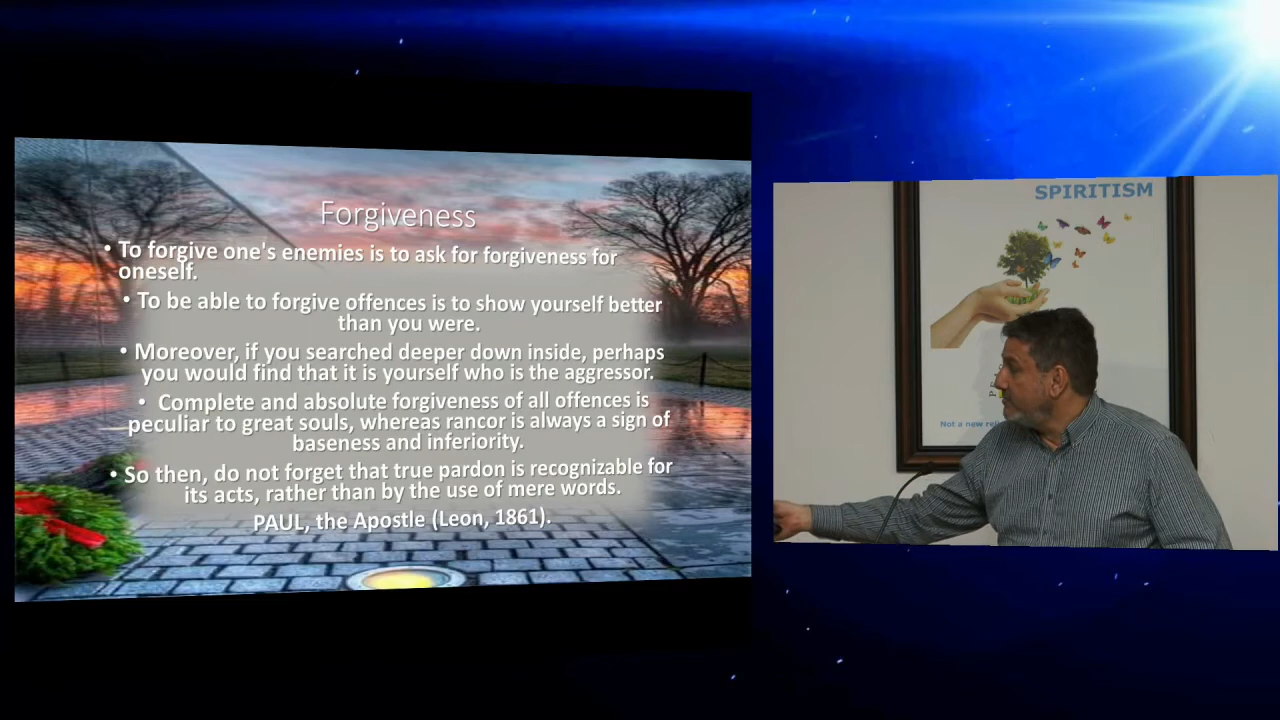 Forgiveness
• To forgive one's enemies is to ask for forgiveness for
oneself.
• To be able to forgive offences is to show yourself better
than you were.
• Moreover, if you searched deeper down inside, perhaps
you would find that it is yourself who is the aggressor.
• Complete and absolute forgiveness of all offences is
peculiar to great souls, whereas rancor is always a sign of
baseness and inferiority.
• So then, do not forget that true pardon is recognizable for
its acts, rather than by the use of mere words.
PAUL, the Apostle (Leon, 1861).
SPIRITISM
Not a new